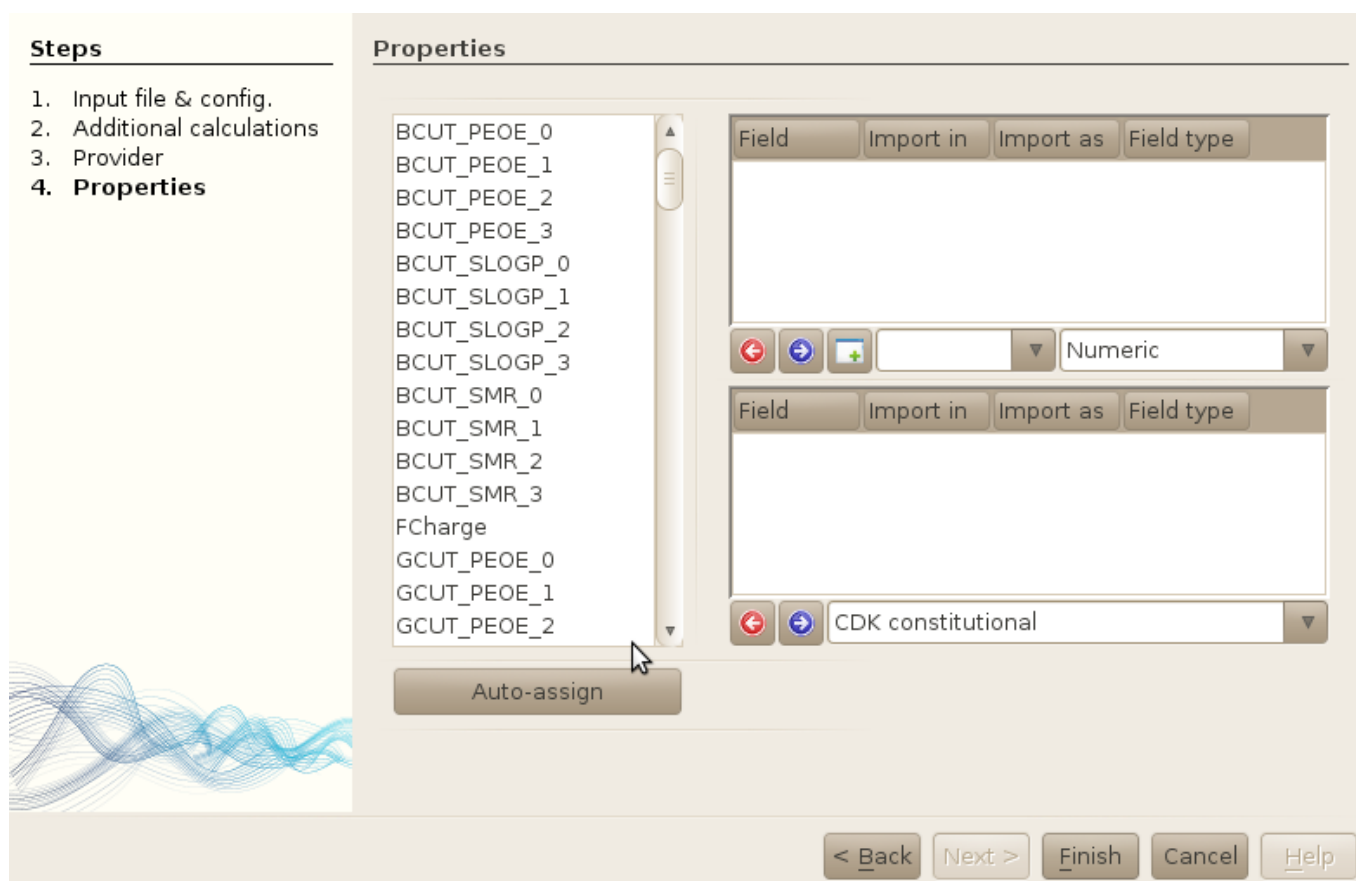 Steps
1. Input file & config.
2. Additional calculations
3. Provider
4. Properties
Properties
BCUT_PEOE_0
BCUT_PEOE_1
BCUT_PEOE_2
BCUT_PEOE_3
BCUT_SLOGP_0
BCUT_SLOGP_1
BCUT_SLOGP_2
BCUT_SLOGP_3
BCUT_SMR_0
BCUT_SMR_1
BCUT_SMR_2
BCUT_SMR_3
FCharge
GCUT_PEOE_0
GCUT_PEOE_1
GCUT_PEOE_2
Auto-assign
Field Import in Import as Field type
Numeric
Field Import in Import as Field type
CDK constitutional
< Back Next > Finish Cancel Help